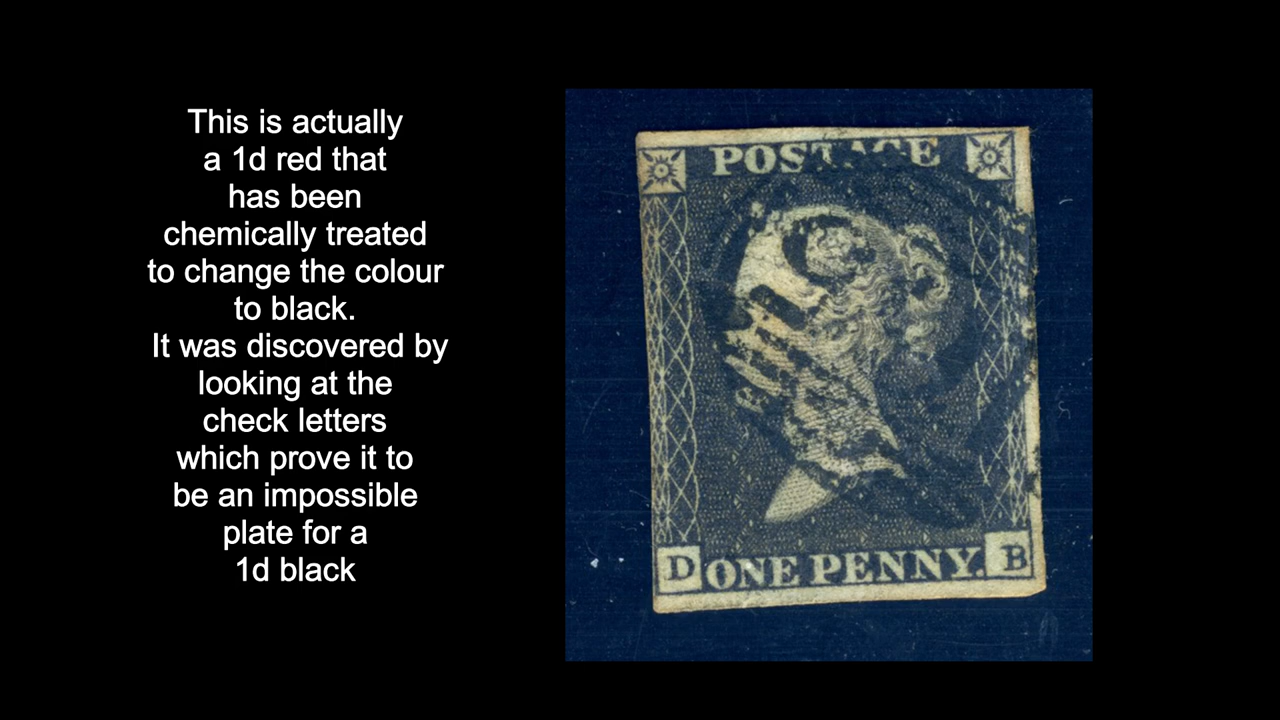 This is actually
a 1d red that
has been
chemically treated
to change the colour
to black.
It was discovered by
looking at the
check letters
which prove it to
be an impossible
plate for a
1d black
POSTAGE
D ONE PENNY. B